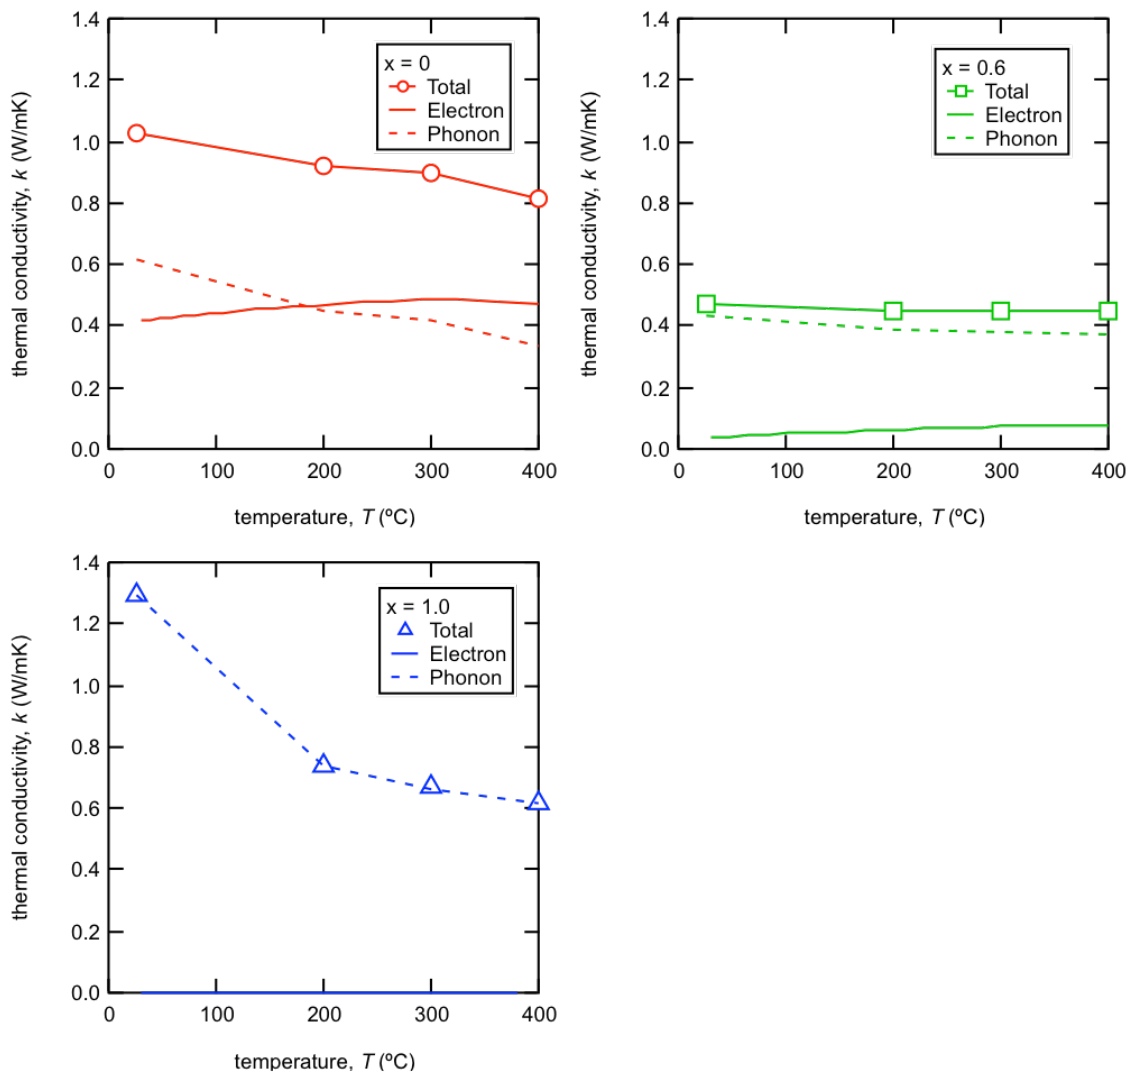 1.4
1.2
1.0
0.8
0.6
0.4
0.2
0.0
thermal conductivity, k (W/mK)
x = 0
Total
Electron
Phonon
0 100 200 300 400
temperature, T (ºC)
1.4
1.2
1.0
0.8
0.6
0.4
0.2
0.0
thermal conductivity, k (W/mK)
x = 0.6
Total
Electron
Phonon
0 100 200 300 400
temperature, T (ºC)
1.4
1.2
1.0
0.8
0.6
0.4
0.2
0.0
thermal conductivity, k (W/mK)
x = 1.0
Total
Electron
Phonon
0 100 200 300 400
temperature, T (ºC)